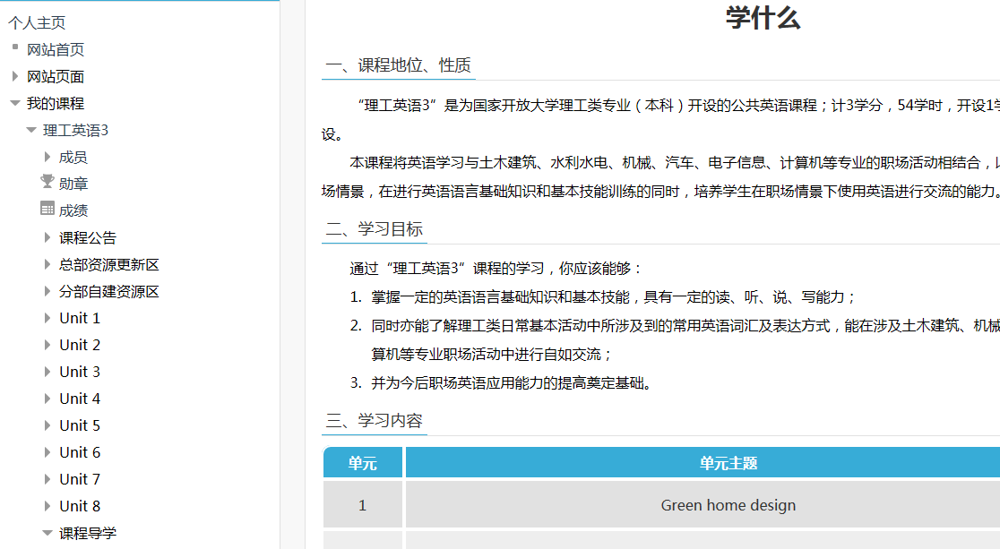 个人主页
网站首页
网站页面
我的课程
理工英语3
成员
勋章
成绩
课程公告
总部资源更新区
分部自建资源区
Unit 1
Unit 2
Unit 3
Unit 4
Unit 5
Unit 6
Unit 7
Unit 8
课程导学
学什么
一、课程地位、性质
“理工英语3”是为国家开放大学理工类专业（本科）开设的公共英语课程；计3学分，54学时，开设1
设。
本课程将英语学习与土木建筑、水利水电、机械、汽车、电子信息、计算机等专业的职场活动相结合，
场情景，在进行英语语言基础知识和基本技能训练的同时，培养学生在职场情景下使用英语进行交流的能力。
二、学习目标
通过“理工英语3”课程的学习，你应该能够：
1. 掌握一定的英语语言基础知识和基本技能，具有一定的读、听、说、写能力；
2. 同时亦能了解理工类日常基本活动中所涉及到的常用英语词汇及表达方式，能在涉及土木建筑、机械
算机等专业职场活动中进行自如交流；
3. 并为今后职场英语应用能力的提高奠定基础。
三、学习内容
单元 单元主题
1 Green home design